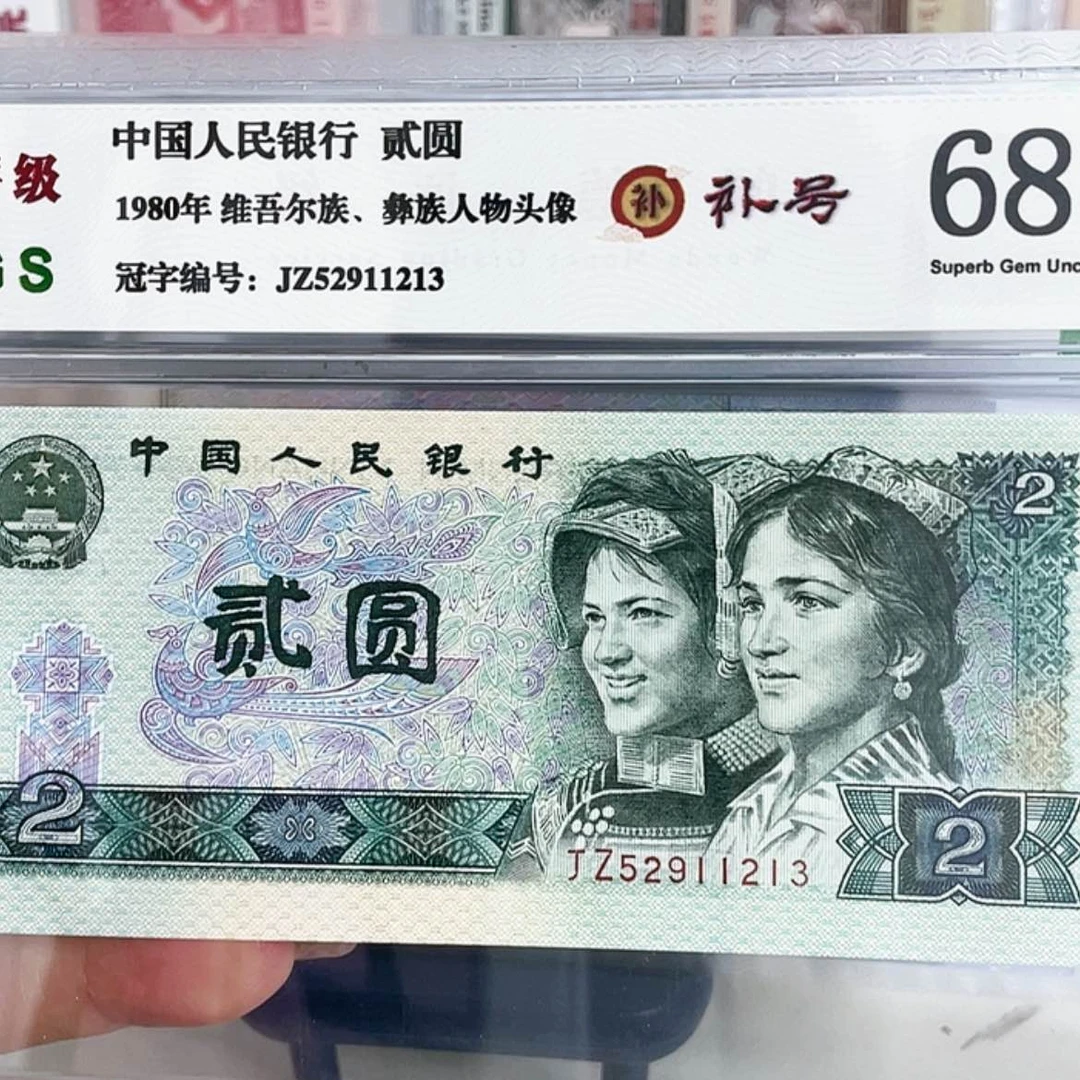 中国人民银行 贰圆
级
1980年 维吾尔族、彝族人物头像
补 补号
68
S
冠字编号：JZ52911213
Superb Gem Unc
中国人民银行
2
贰圆
2
JZ52911213
2